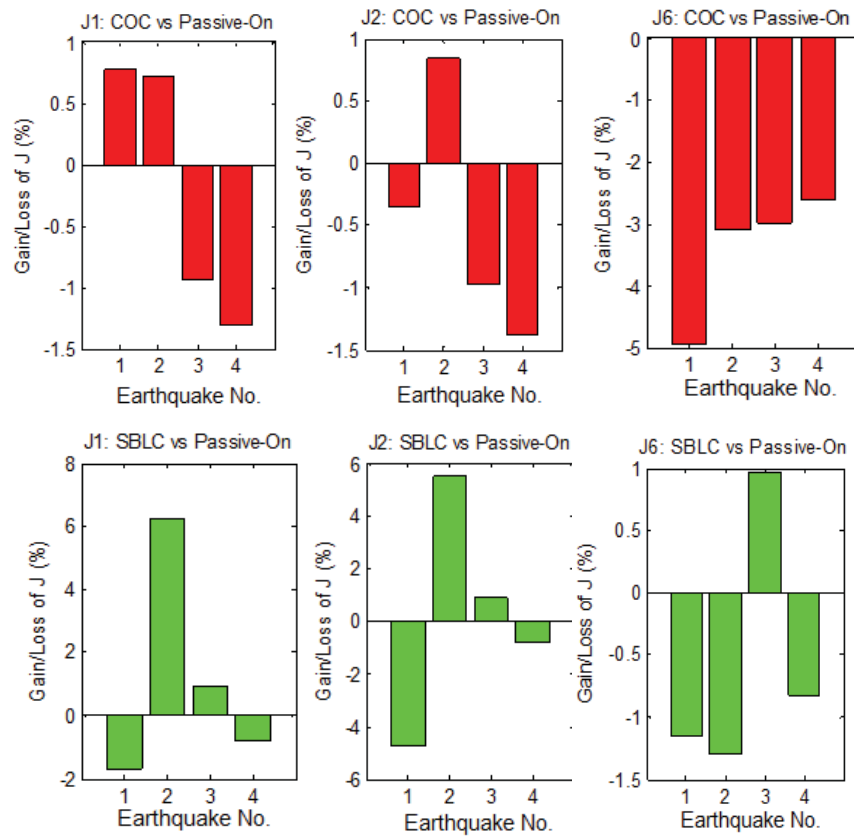 J1: COC vs Passive-On
1
0.5
0
-0.5
-1
-1.5
Gain/Loss of J (%)
1 2 3 4
Earthquake No.
J2: COC vs Passive-On
1
0.5
0
-0.5
-1
-1.5
Gain/Loss of J (%)
1 2 3 4
Earthquake No.
J6: COC vs Passive-On
0
-1
-2
-3
-4
-5
Gain/Loss of J (%)
1 2 3 4
Earthquake No.
J1: SBLC vs Passive-On
8
6
4
2
0
-2
Gain/Loss of J (%)
1 2 3 4
Earthquake No.
J2: SBLC vs Passive-On
6
4
2
0
-2
-4
-6
Gain/Loss of J (%)
1 2 3 4
Earthquake No.
J6: SBLC vs Passive-On
1
0.5
0
-0.5
-1
-1.5
Gain/Loss of J (%)
1 2 3 4
Earthquake No.